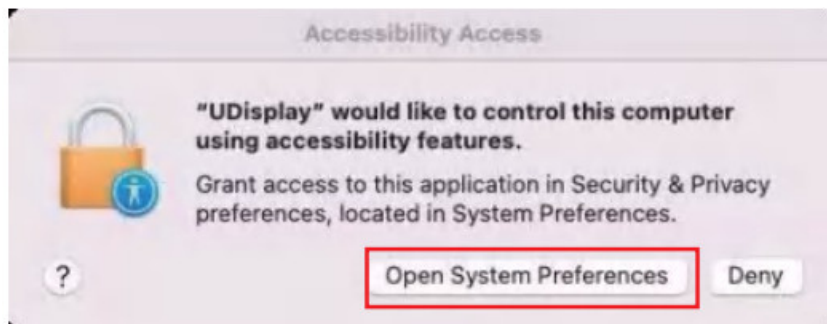 Accessibility Access
"UDisplay" would like to control this computer
using accessibility features.
Grant access to this application in Security & Privacy
preferences, located in System Preferences.
?
Open System Preferences
Deny